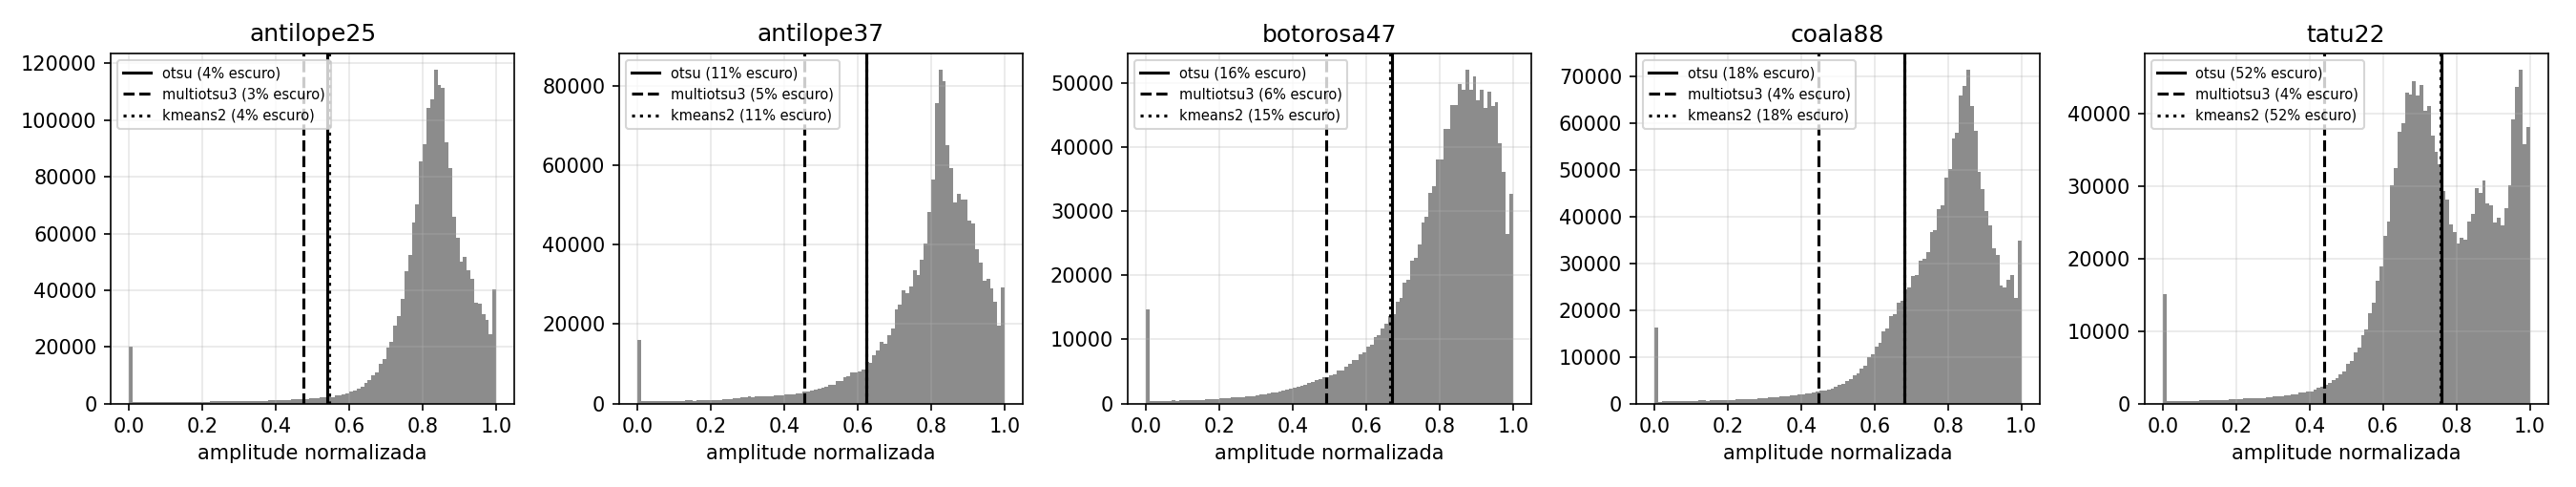 antilope25
otsu (4% escuro)
multiotsu3 (3% escuro)
kmeans2 (4% escuro)
120000
100000
80000
60000
40000
20000
0
0.0 0.2 0.4 0.6 0.8 1.0
amplitude normalizada
antilope37
otsu (11% escuro)
multiotsu3 (5% escuro)
kmeans2 (11% escuro)
80000
60000
40000
20000
0
0.0 0.2 0.4 0.6 0.8 1.0
amplitude normalizada
botorosa47
otsu (16% escuro)
multiotsu3 (6% escuro)
kmeans2 (15% escuro)
50000
40000
30000
20000
10000
0
0.0 0.2 0.4 0.6 0.8 1.0
amplitude normalizada
coala88
otsu (18% escuro)
multiotsu3 (4% escuro)
kmeans2 (18% escuro)
70000
60000
50000
40000
30000
20000
10000
0
0.0 0.2 0.4 0.6 0.8 1.0
amplitude normalizada
tatu22
otsu (52% escuro)
multiotsu3 (4% escuro)
kmeans2 (52% escuro)
40000
30000
20000
10000
0
0.0 0.2 0.4 0.6 0.8 1.0
amplitude normalizada